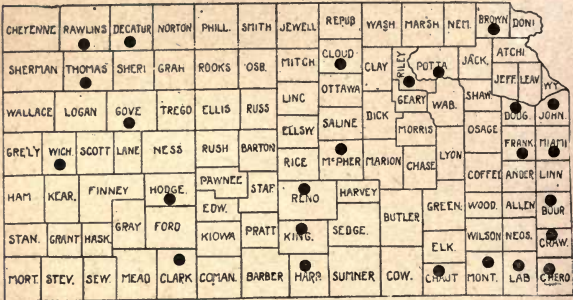 CHEYENNE RAWLINS DECATUR NORTON PHILL. SMITH JEWELL REPUB WASH. MARSH NEM. BROWN DONI
SHERMAN THOMAS SHERI GRAH ROOKS OSB. MITCH CLOUD CLAY RILEY POTTA JACK. ATCHI
JEFF. LEAV WY.
WALLACE LOGAN GOVE TREGO ELLIS RUSS LINC OTTAWA DICK GEARY WAB. SHAW. DOUG. JOHN.
ELLSW. SALINE MORRIS OSAGE FRANK. MIAMI
GRE'LY WICH. SCOTT LANE NESS RUSH BARTON RICE McPHER MARION CHASE LYON COFFEE ANDER LINN
HAM KEAR. FINNEY HODGE. PAWNEE STAF. RENO HARVEY BUTLER GREEN. WOOD. ALLEN BOUR
EDW.
STAN. GRANT HASK. GRAY FORD KIOWA PRATT KING. SEDGE. ELK. WILSON NEOS. CRAW.
MORT. STEV. SEW. MEAD CLARK COMAN. BARBER HARP. SUMNER COW. CHAUT MONT. LAB CHERO.